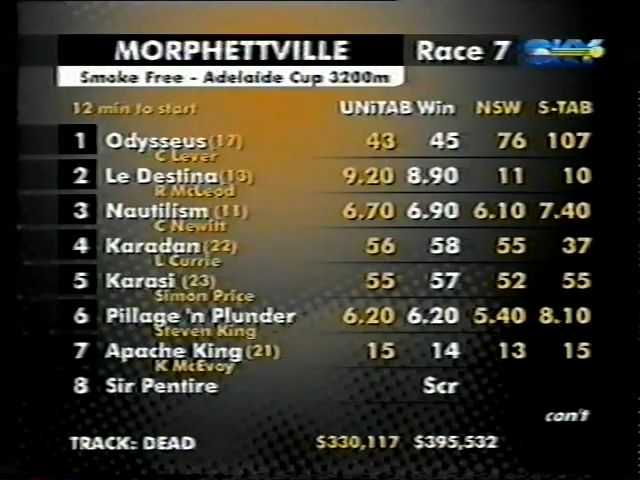 MORPHETTVILLE Race 7 SKY
Smoke Free - Adelaide Cup 3200m
12 min to start UNiTAB Win NSW S-TAB
1 Odysseus(17) 43 45 76 107
C Lever
2 Le Destina(13) 9.20 8.90 11 10
R McLeod
3 Nautilism(11) 6.70 6.90 6.10 7.40
C Newitt
4 Karadan(22) 56 58 55 37
L Currie
5 Karasi (23) 55 57 52 55
Simon Price
6 Pillage 'n Plunder 6.20 6.20 5.40 8.10
Steven King
7 Apache King(21) 15 14 13 15
K McEvoy
8 Sir Pentire Scr
con't
TRACK: DEAD $330,117 $395,532